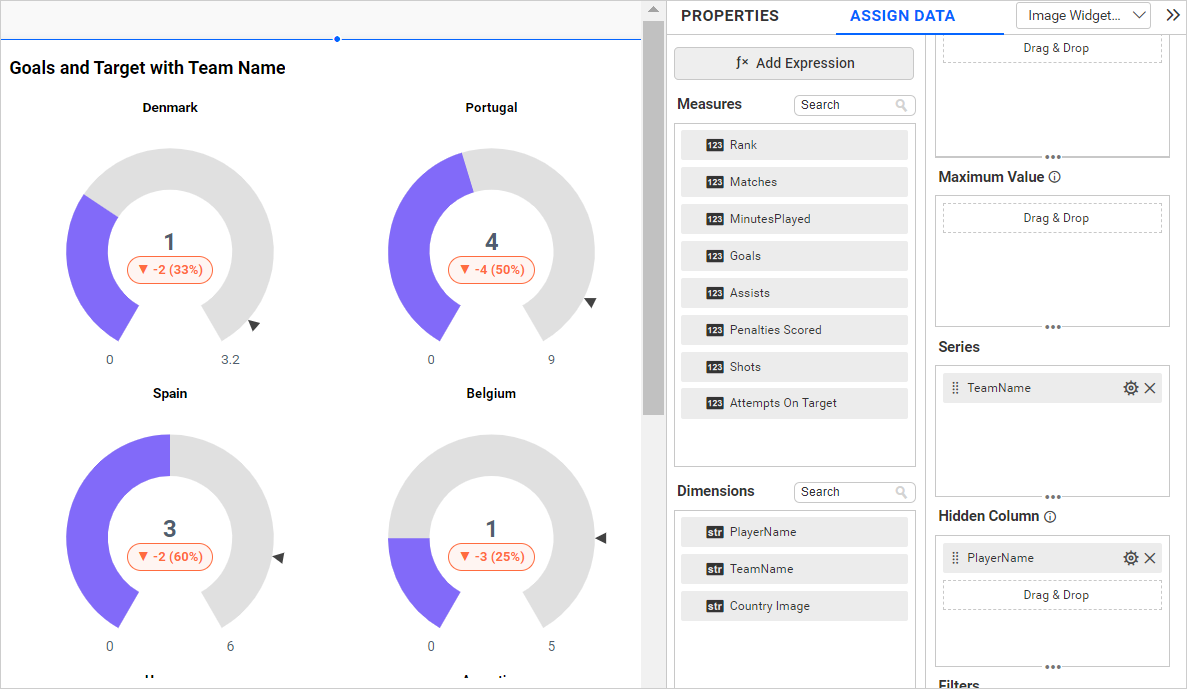 Goals and Target with Team Name
Denmark
1
▼ -2 (33%)
0
3.2
Portugal
4
▼ -4 (50%)
0
9
Spain
3
▼ -2 (60%)
0
6
Belgium
1
▼ -3 (25%)
0
5
PROPERTIES
ASSIGN DATA
Image Widget...
ƒx Add Expression
Measures
Search
123 Rank
123 Matches
123 MinutesPlayed
123 Goals
123 Assists
123 Penalties Scored
123 Shots
123 Attempts On Target
Dimensions
Search
str PlayerName
str TeamName
str Country Image
Drag & Drop
Maximum Value
Drag & Drop
Series
TeamName
Hidden Column
PlayerName
Drag & Drop
Filters